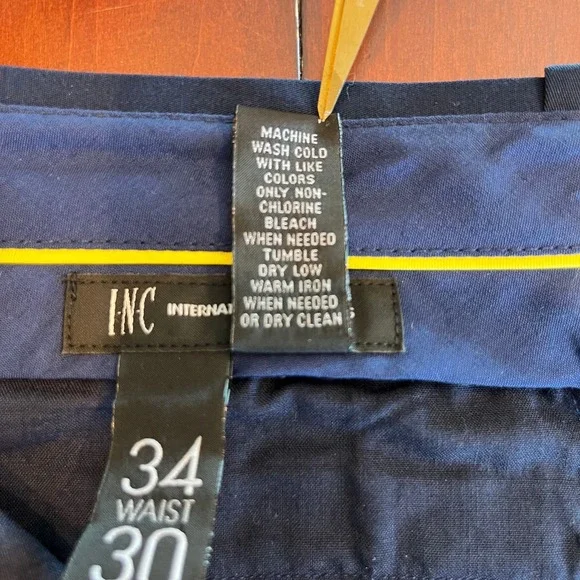 MACHINE
WASH COLD
WITH LIKE
COLORS
ONLY NON-
CHLORINE
BLEACH
WHEN NEEDED
TUMBLE
DRY LOW
WARM IRON
WHEN NEEDED
OR DRY CLEAN
I·N·C
34
WAIST
30